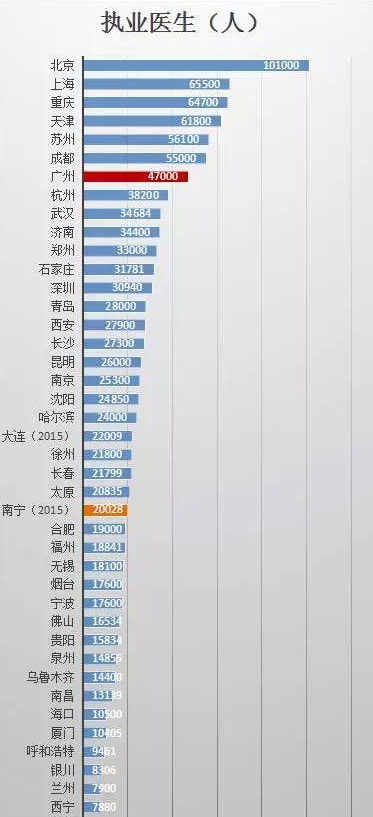 执业医生（人）
北京 101000
上海 65500
重庆 64700
天津 61800
苏州 56100
成都 55000
广州 47000
杭州 38200
武汉 34684
济南 34400
郑州 33000
石家庄 31781
深圳 30940
青岛 28000
西安 27900
长沙 27300
昆明 26000
南京 25300
沈阳 24850
哈尔滨 24000
大连（2015） 22009
徐州 21800
长春 21799
太原 20835
南宁（2015） 20028
合肥 19000
福州 18841
无锡 18100
烟台 17600
宁波 17600
佛山 16534
贵阳 15834
泉州 14855
乌鲁木齐 14400
南昌 13139
海口 10500
厦门 10405
呼和浩特 9461
银川 8306
兰州 7900
西宁 7880